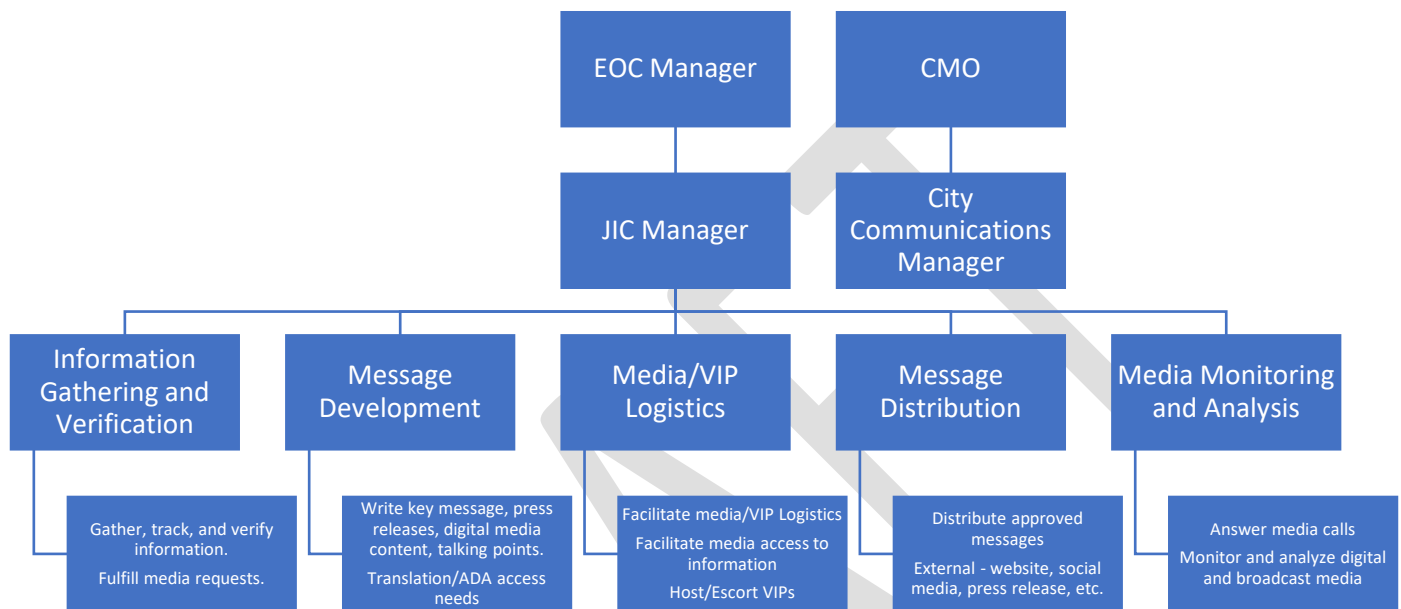 EOC Manager
CMO
JIC Manager
City
Communications
Manager
Information
Gathering and
Verification
Message
Development
Media/VIP
Logistics
Message
Distribution
Media Monitoring
and Analysis
Gather, track, and verify
information.
Fulfill media requests.
Write key message, press
releases, digital media
content, talking points.
Translation/ADA access
needs
Facilitate media/VIP Logistics
Facilitate media access to
information
Host/Escort VIPs
Distribute approved
messages
External - website, social
media, press release, etc.
Answer media calls
Monitor and analyze digital
and broadcast media